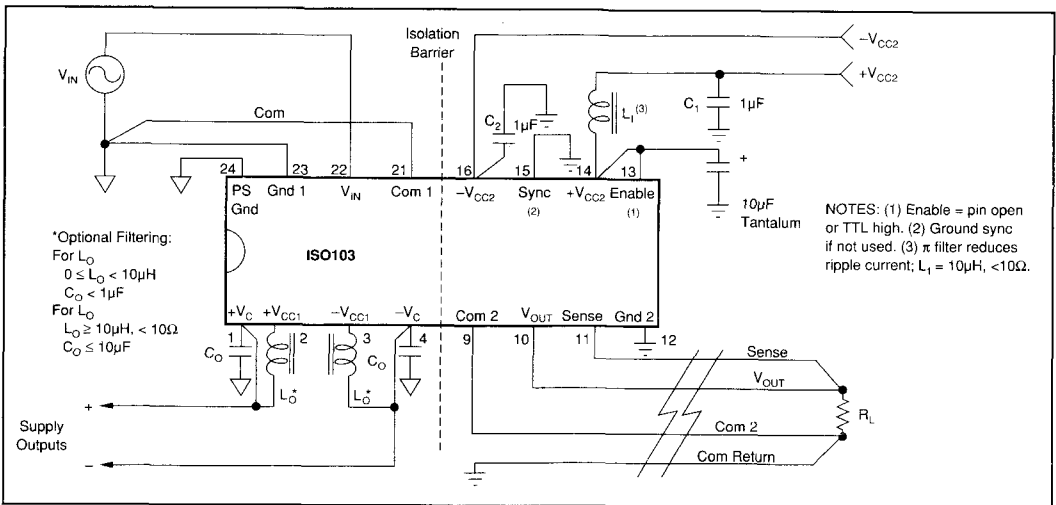 Isolation
Barrier
–V_CC2
+V_CC2
V_IN
Com
C_2
1µF
L_I (3)
C_1
1µF
24
23
22
21
16
15
14
13
PS
Gnd
Gnd 1
V_IN
Com 1
–V_CC2
Sync
(2)
+V_CC2
Enable
(1)
+
10µF
Tantalum
ISO103
NOTES: (1) Enable = pin open
or TTL high. (2) Ground sync
if not used. (3) π filter reduces
ripple current; L_1 = 10µH, <10Ω.
*Optional Filtering:
For L_O
0 ≤ L_O < 10µH
C_O < 1µF
For L_O
L_O ≥ 10µH, < 10Ω
C_O ≤ 10µF
+V_C
+V_CC1
–V_CC1
–V_C
Com 2
V_OUT
Sense
Gnd 2
1
2
3
4
9
10
11
12
C_O
L_O*
L_O*
C_O
Sense
V_OUT
R_L
Com 2
Com Return
+
Supply
Outputs
–